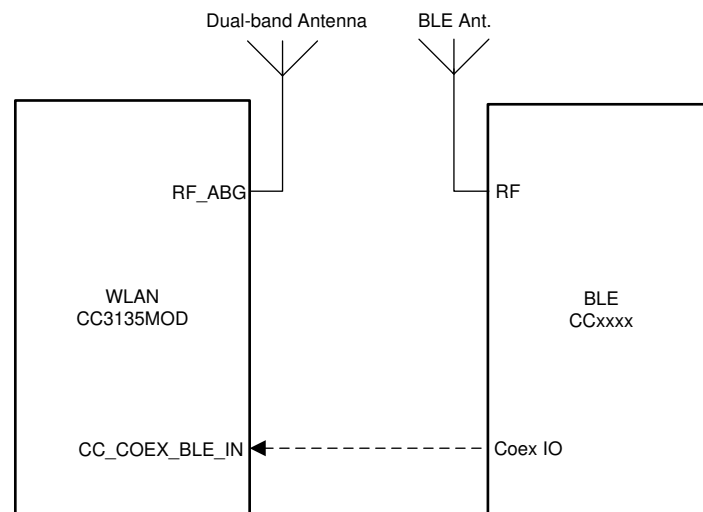 Dual-band Antenna
BLE Ant.
RF_ABG
RF
WLAN
CC3135MOD
BLE
CCxxxx
CC_COEX_BLE_IN
Coex IO